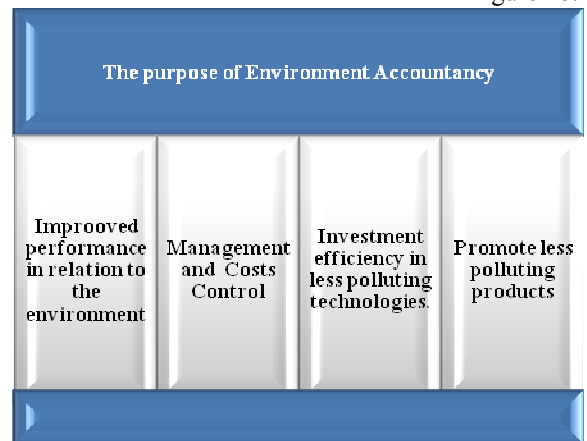 The purpose of Environment Accountancy
Improoved
performance
in relation to
the
environment
Management
and Costs
Control
Investment
efficiency in
less polluting
technologies.
Promote less
polluting
products